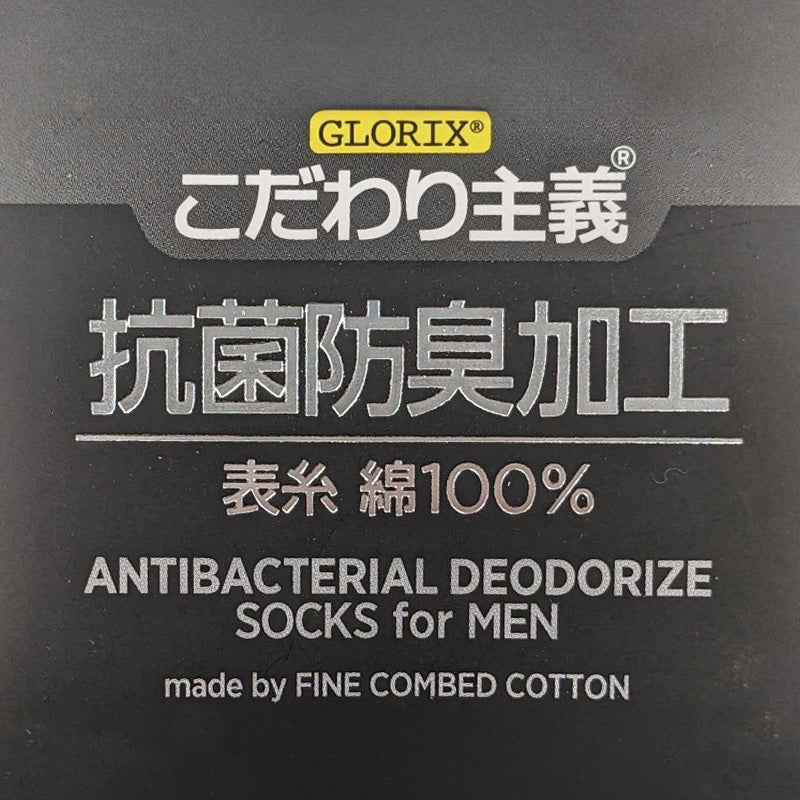 GLORIX®
こだわり主義®
抗菌防臭加工
表糸 綿100%
ANTIBACTERIAL DEODORIZE
SOCKS for MEN
made by FINE COMBED COTTON